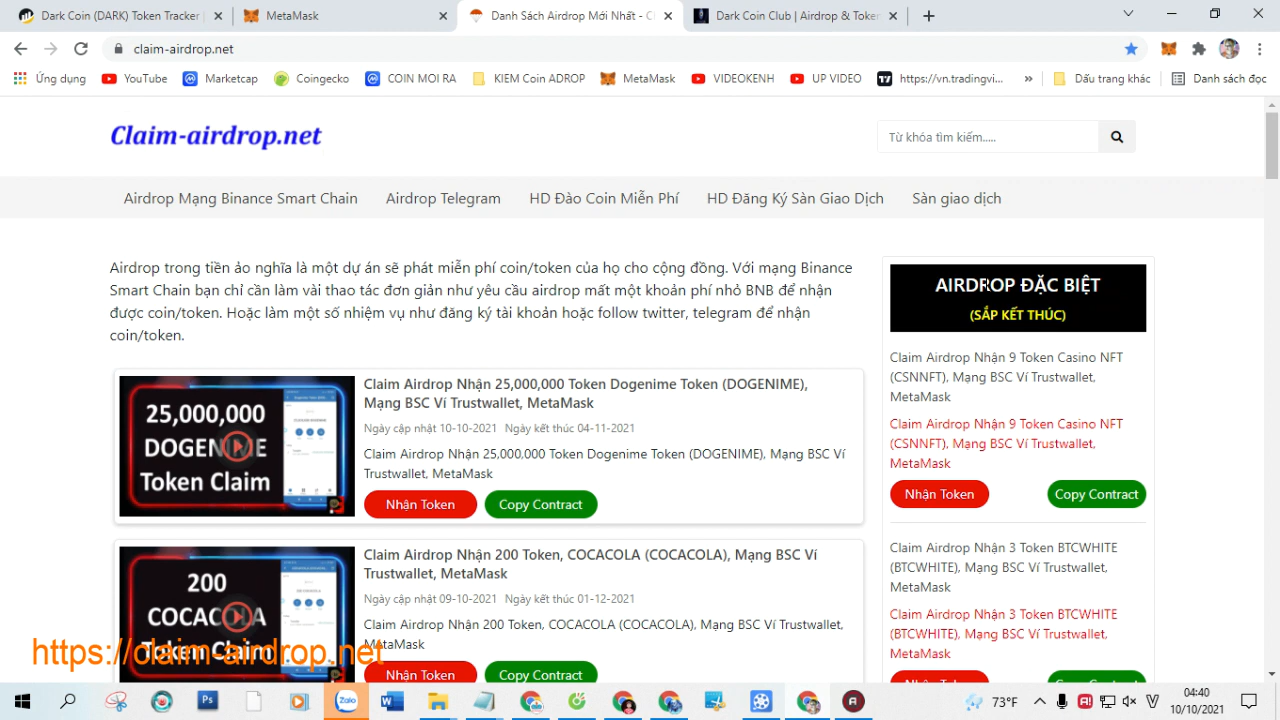 Dark Coin (DARK) Token Tracker
MetaMask
Danh Sách Airdrop Mới Nhất - C
Dark Coin Club | Airdrop & Token
claim-airdrop.net
Ứng dụng
YouTube
Marketcap
Coingecko
COIN MOI RA
KIEM Coin ADROP
MetaMask
VIDEOKENH
UP VIDEO
https://vn.tradingvi...
»
Dấu trang khác
Danh sách đọc
Claim-airdrop.net
Từ khóa tìm kiếm.....
Airdrop Mạng Binance Smart Chain
Airdrop Telegram
HD Đào Coin Miễn Phí
HD Đăng Ký Sàn Giao Dịch
Sàn giao dịch
Airdrop trong tiền ảo nghĩa là một dự án sẽ phát miễn phí coin/token của họ cho cộng đồng. Với mạng Binance
Smart Chain bạn chỉ cần làm vài thao tác đơn giản như yêu cầu airdrop mất một khoản phí nhỏ BNB để nhận
được coin/token. Hoặc làm một số nhiệm vụ như đăng ký tài khoản hoặc follow twitter, telegram để nhận
coin/token.
25,000,000
DOGENIME
Token Claim
Claim Airdrop Nhận 25,000,000 Token Dogenime Token (DOGENIME),
Mạng BSC Ví Trustwallet, MetaMask
Ngày cập nhật 10-10-2021 Ngày kết thúc 04-11-2021
Claim Airdrop Nhận 25,000,000 Token Dogenime Token (DOGENIME), Mạng BSC Ví
Trustwallet, MetaMask
Nhận Token
Copy Contract
200
COCACOLA
Token Claim
Claim Airdrop Nhận 200 Token, COCACOLA (COCACOLA), Mạng BSC Ví
Trustwallet, MetaMask
Ngày cập nhật 09-10-2021 Ngày kết thúc 01-12-2021
Claim Airdrop Nhận 200 Token, COCACOLA (COCACOLA), Mạng BSC Ví Trustwallet,
MetaMask
Nhận Token
Copy Contract
AIRDROP ĐẶC BIỆT
(SẮP KẾT THÚC)
Claim Airdrop Nhận 9 Token Casino NFT
(CSNNFT), Mạng BSC Ví Trustwallet,
MetaMask
Claim Airdrop Nhận 9 Token Casino NFT
(CSNNFT), Mạng BSC Ví Trustwallet,
MetaMask
Nhận Token
Copy Contract
Claim Airdrop Nhận 3 Token BTCWHITE
(BTCWHITE), Mạng BSC Ví Trustwallet,
MetaMask
Claim Airdrop Nhận 3 Token BTCWHITE
(BTCWHITE), Mạng BSC Ví Trustwallet,
MetaMask
https://claim-airdrop.net
Zalo
73°F
04:40
10/10/2021